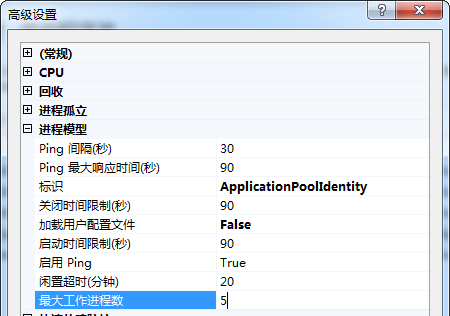 高级设置
(常规)
CPU
回收
进程孤立
进程模型
Ping 间隔(秒) 30
Ping 最大响应时间(秒) 90
标识 ApplicationPoolIdentity
关闭时间限制(秒) 90
加载用户配置文件 False
启动时间限制(秒) 90
启用 Ping True
闲置超时(分钟) 20
最大工作进程数 5